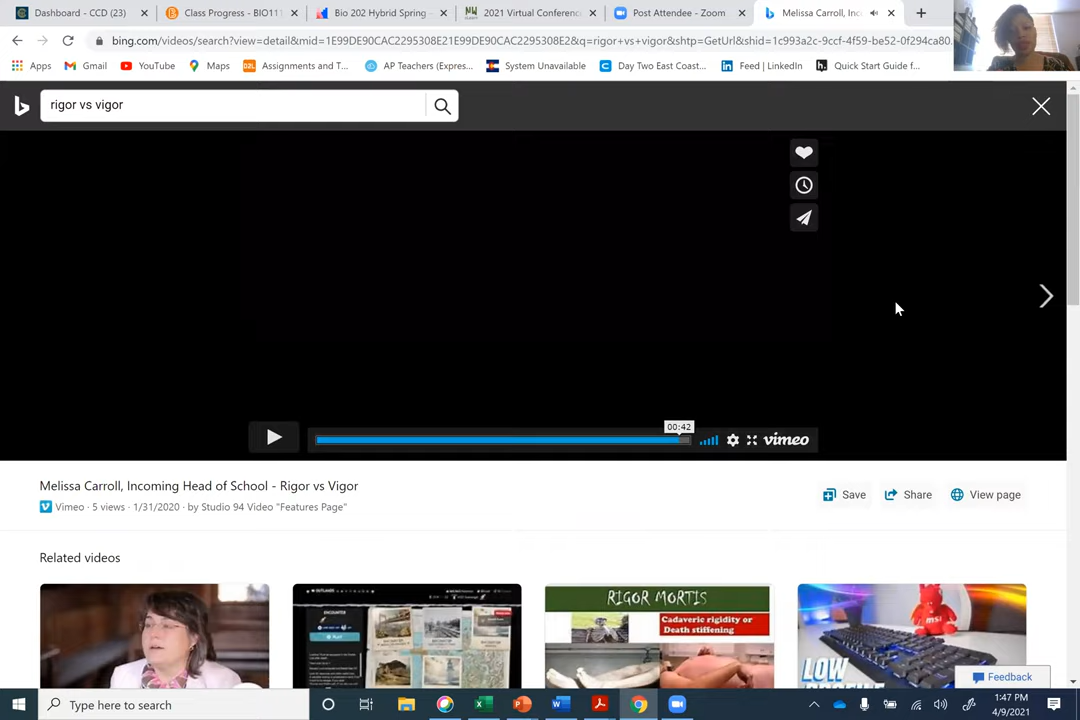 Dashboard - CCD (23)
Class Progress - BIO111
Bio 202 Hybrid Spring -
2021 Virtual Conferenc
Post Attendee - Zoom
Melissa Carroll, Inc
bing.com/videos/search?view=detail&mid=1E99DE90CAC2295308E21E99DE90CAC2295308E2&q=rigor+vs+vigor&shtp=GetUrl&shid=1c993a2c-9ccf-4f59-be52-0f294ca80...
Apps
Gmail
YouTube
Maps
D2L
Assignments and T...
AP Teachers (Expres...
System Unavailable
Day Two East Coast...
Feed | LinkedIn
Quick Start Guide f...
rigor vs vigor
00:42
vimeo
Melissa Carroll, Incoming Head of School - Rigor vs Vigor
Vimeo · 5 views · 1/31/2020 · by Studio 94 Video "Features Page"
Save
Share
View page
Related videos
ENCOUNTER
RIGOR MORTIS
Cadaveric rigidity or
Death stiffening
msi
LOW
Feedback
Type here to search
1:47 PM
4/9/2021